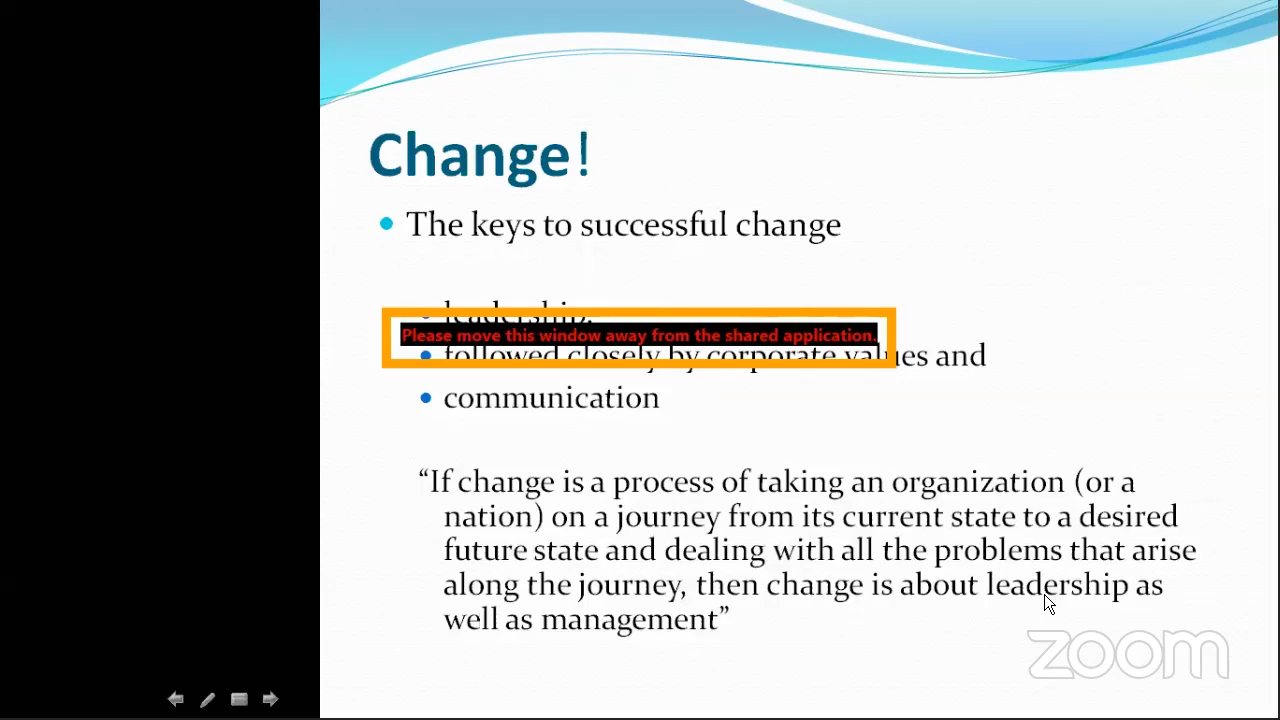 Change!
The keys to successful change
leadership,
Please move this window away from the shared application.
followed closely by corporate values and
communication
“If change is a process of taking an organization (or a
nation) on a journey from its current state to a desired
future state and dealing with all the problems that arise
along the journey, then change is about leadership as
well as management”
zoom